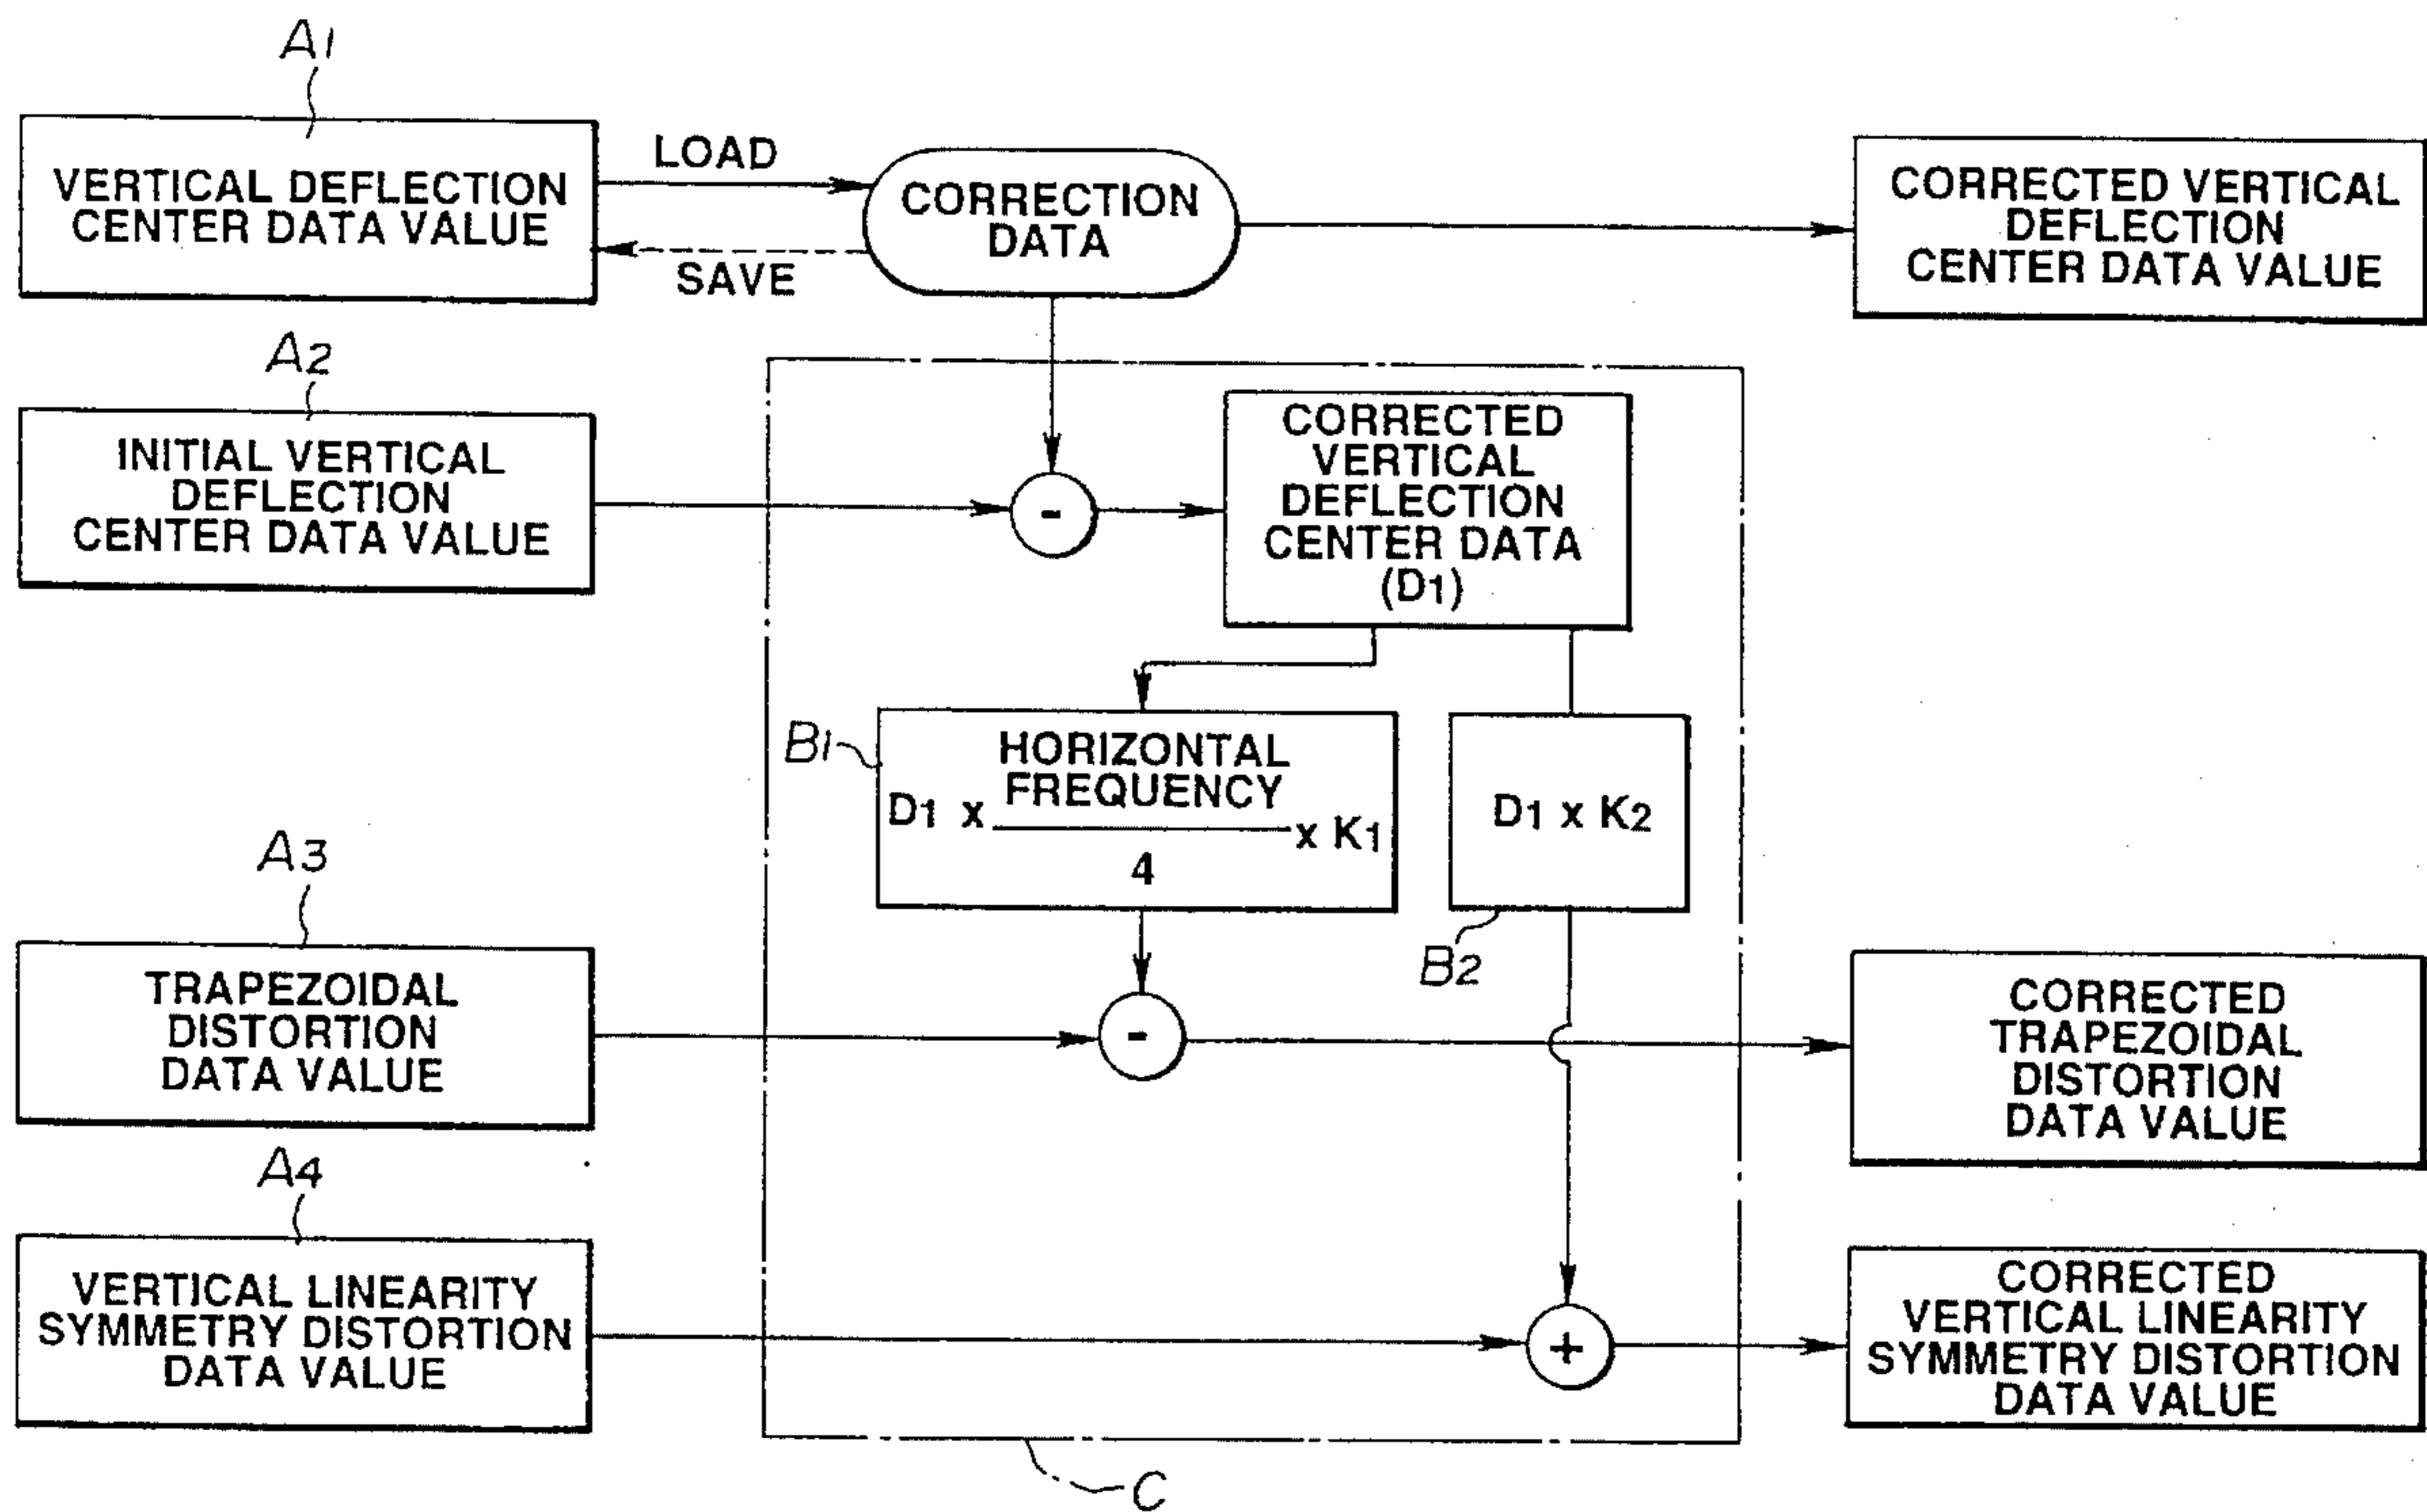 A1
VERTICAL DEFLECTION
CENTER DATA VALUE
LOAD
SAVE
CORRECTION
DATA
CORRECTED VERTICAL
DEFLECTION
CENTER DATA VALUE
A2
INITIAL VERTICAL
DEFLECTION
CENTER DATA VALUE
-
CORRECTED
VERTICAL
DEFLECTION
CENTER DATA
(D1)
B1
HORIZONTAL
FREQUENCY
D1 x
x K1
4
D1 x K2
B2
A3
TRAPEZOIDAL
DISTORTION
DATA VALUE
-
CORRECTED
TRAPEZOIDAL
DISTORTION
DATA VALUE
A4
VERTICAL LINEARITY
SYMMETRY DISTORTION
DATA VALUE
+
CORRECTED
VERTICAL LINEARITY
SYMMETRY DISTORTION
DATA VALUE
C